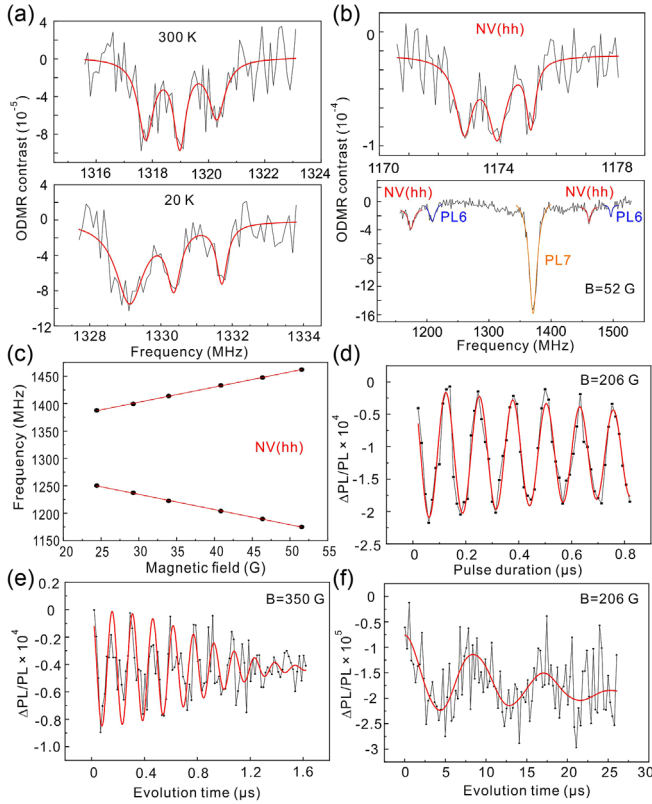 (a)
300 K
0
-4
-8
1316
1318
1320
1322
1324
ODMR contrast (10⁻⁵)
20 K
4
0
-4
-8
-12
1328
1330
1332
1334
Frequency (MHz)
(b)
NV(hh)
0
-1
1170
1174
1178
ODMR contrast (10⁻⁴)
NV(hh)
PL6
PL7
NV(hh)
PL6
B=52 G
0
-4
-8
-12
-16
1200
1300
1400
1500
Frequency (MHz)
(c)
1450
1350
1250
1150
Frequency (MHz)
NV(hh)
20
25
30
35
40
45
50
55
Magnetic field (G)
(d)
B=206 G
0
-0.5
-1
-1.5
-2
-2.5
ΔPL/PL × 10⁴
0
0.2
0.4
0.6
0.8
Pulse duration (μs)
(e)
B=350 G
0.2
0
-0.2
-0.4
-0.6
-0.8
-1.0
ΔPL/PL × 10⁴
0
0.4
0.8
1.2
1.6
Evolution time (μs)
(f)
B=206 G
0
-0.5
-1
-1.5
-2
-2.5
-3
ΔPL/PL × 10⁵
0
5
10
15
20
25
30
Evolution time (μs)